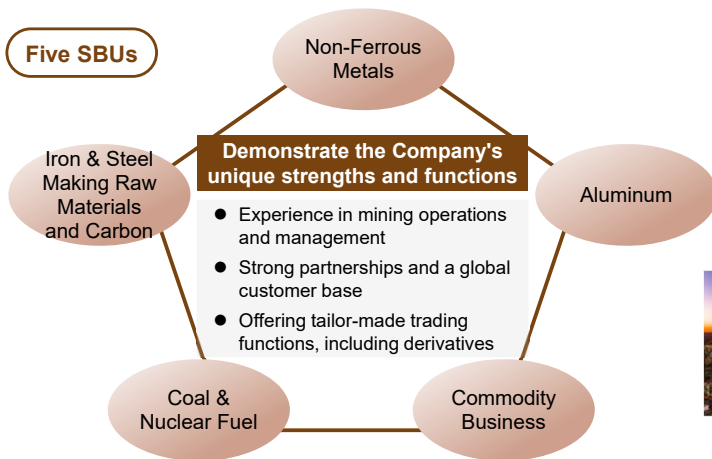 Five SBUs
Non-Ferrous
Metals
Iron & Steel
Making Raw
Materials
and Carbon
Demonstrate the Company's
unique strengths and functions
● Experience in mining operations
and management
● Strong partnerships and a global
customer base
● Offering tailor-made trading
functions, including derivatives
Aluminum
Coal &
Nuclear Fuel
Commodity
Business